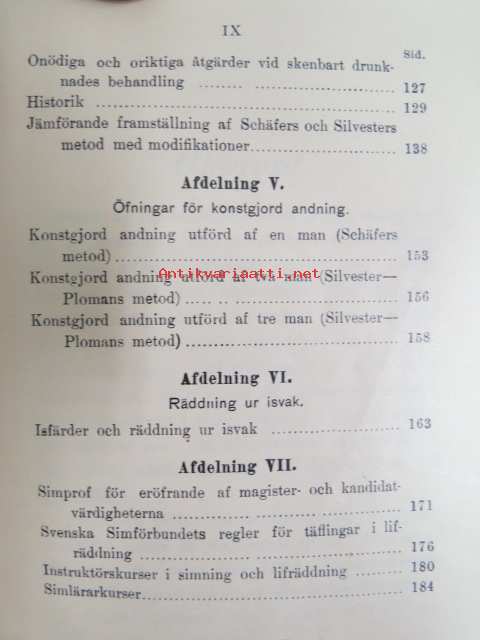 IX
Sid.
Onödiga och oriktiga åtgärder vid skenbart drunk-
nades behandling ........ ................ 127
Historik ........................................ 129
Jämförande framställning af Schäfers och Silvesters
metod med modifikationer...................... 138
Afdelning V.
Öfningar för konstgjord andning.
Konstgjord andning utförd af en man (Schäfers
metod)........................................ 153
Antikvariaatti.net
Konstgjord andning utförd af två man (Silvester—
Plomans metod)..... .. .. .................... 156
Konstgjord andning utförd af tre man (Silvester—
Plomans metod) ............................... 158
Afdelning VI.
Räddning ur isvak.
Isfärder och räddning ur isvak ................ 163
Afdelning VII.
Simprof för eröfrande af magister- och kandidat-
värdigheterna ................................ 171
Svenska Simförbundets regler för täflingar i lif-
räddning ..................................... 176
Instruktörskurser i simning och lifräddning ........ 180
Simlärarkurser................................ 184